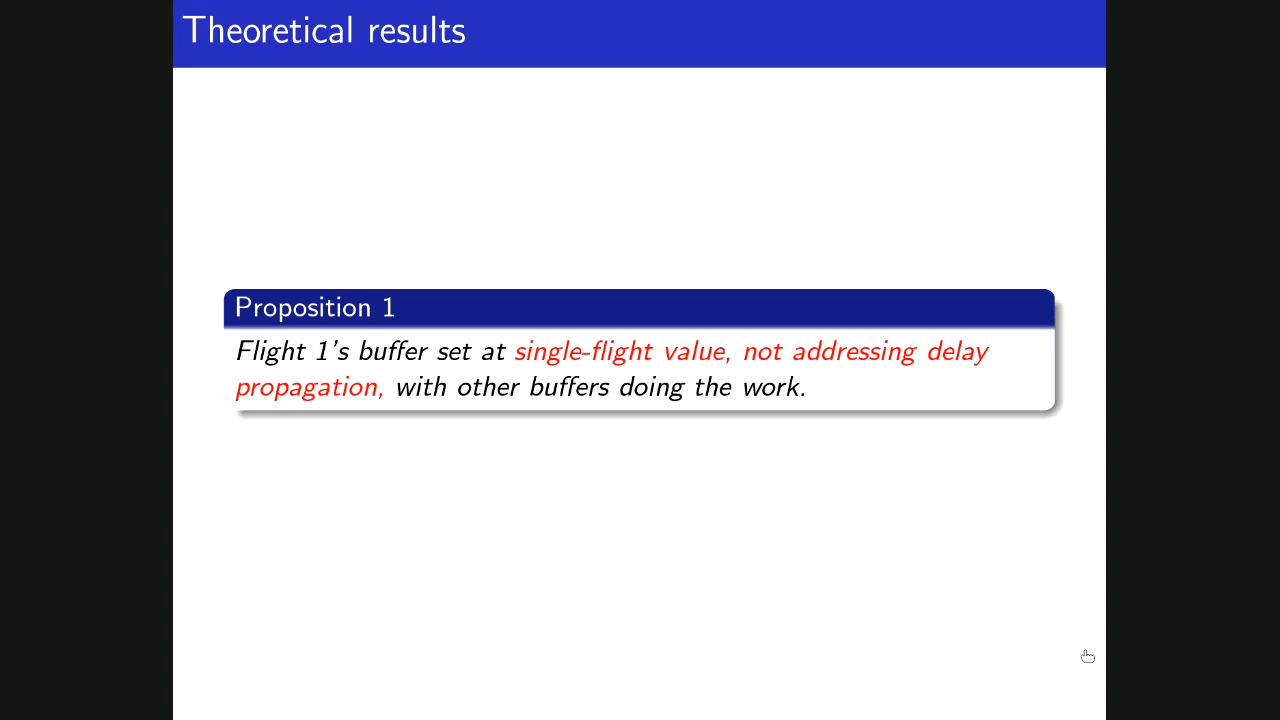 Theoretical results
Proposition 1
Flight 1's buffer set at single-flight value, not addressing delay
propagation, with other buffers doing the work.